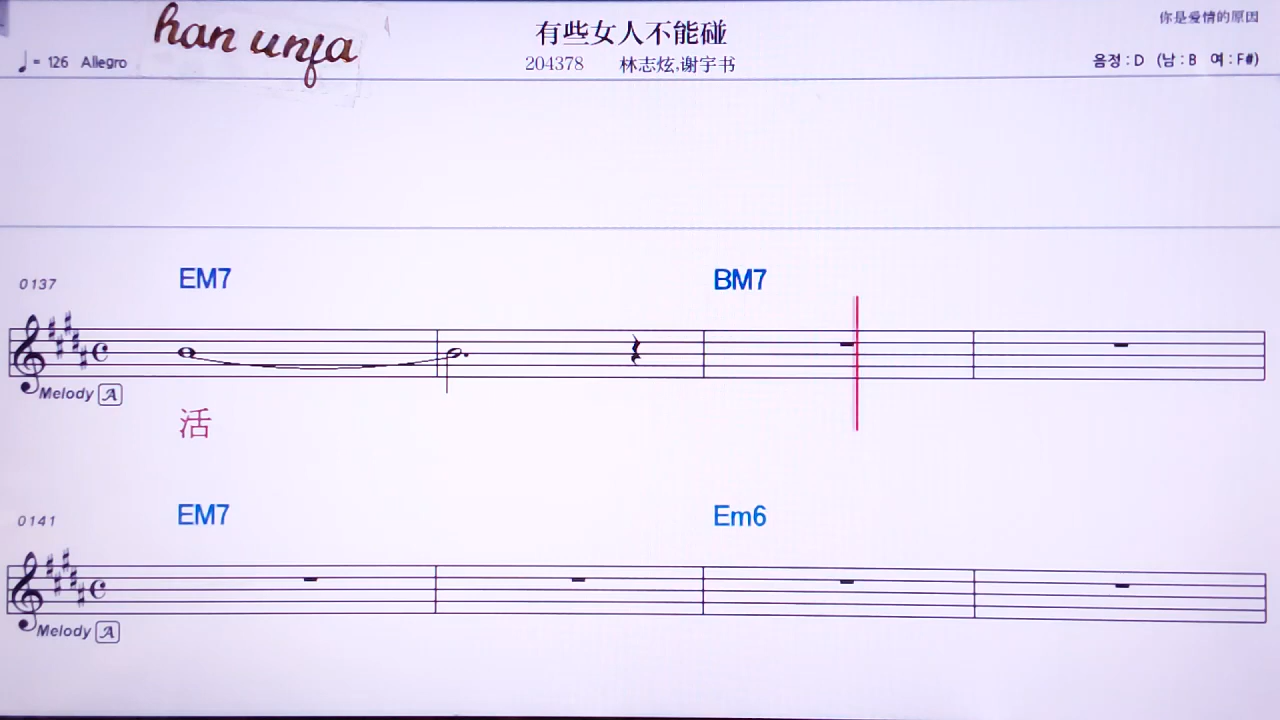 han unfa
有些女人不能碰
你是爱情的原因
♩= 126 Allegro
204378 林志炫,谢宇书
음정 : D (남 : B 여 : F#)
0137 EM7 BM7
Melody A
活
0141 EM7 Em6
Melody A